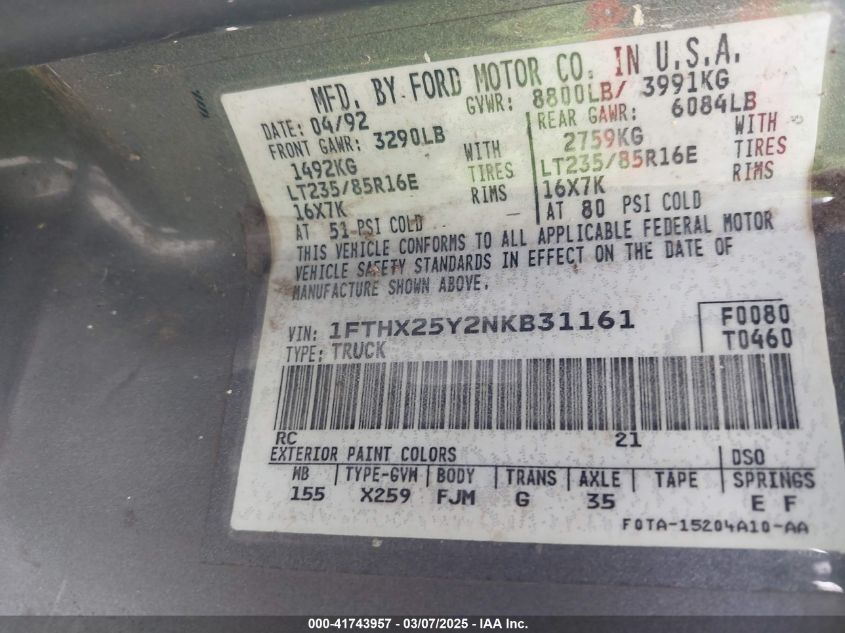 MFD. BY FORD MOTOR CO. IN U.S.A.
DATE: 04/92 GVWR: 8800LB/ 3991KG
FRONT GAWR: 3290LB REAR GAWR: 6084LB
1492KG WITH 2759KG WITH
LT235/85R16E TIRES LT235/85R16E TIRES
16X7K RIMS 16X7K RIMS
AT 51 PSI COLD AT 80 PSI COLD
THIS VEHICLE CONFORMS TO ALL APPLICABLE FEDERAL MOTOR
VEHICLE SAFETY STANDARDS IN EFFECT ON THE DATE OF
MANUFACTURE SHOWN ABOVE.
VIN: 1FTHX25Y2NKB31161 F0080
TYPE: TRUCK T0460
RC 21
EXTERIOR PAINT COLORS DSO
WB TYPE-GVW BODY TRANS AXLE TAPE SPRINGS
155 X259 FJM G 35 E F
F0TA-15204A10-AA
000-41743957 - 03/07/2025 - IAA Inc.